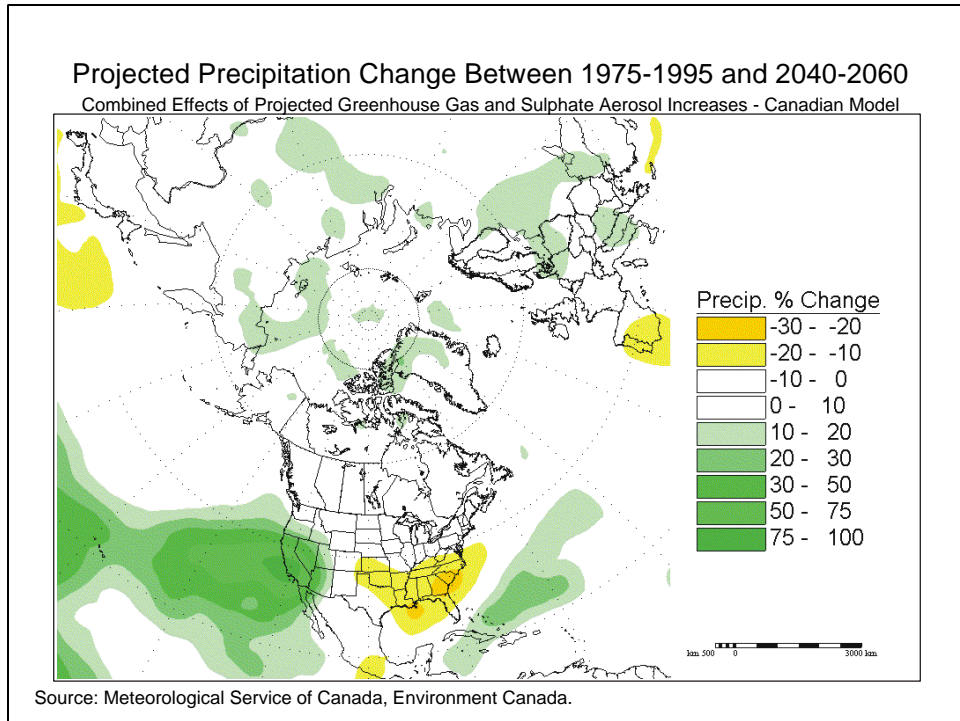 Projected Precipitation Change Between 1975-1995 and 2040-2060
Combined Effects of Projected Greenhouse Gas and Sulphate Aerosol Increases - Canadian Model
Precip. % Change
-30 - -20
-20 - -10
-10 - 0
0 - 10
10 - 20
20 - 30
30 - 50
50 - 75
75 - 100
km 500 0 3000 km
Source: Meteorological Service of Canada, Environment Canada.